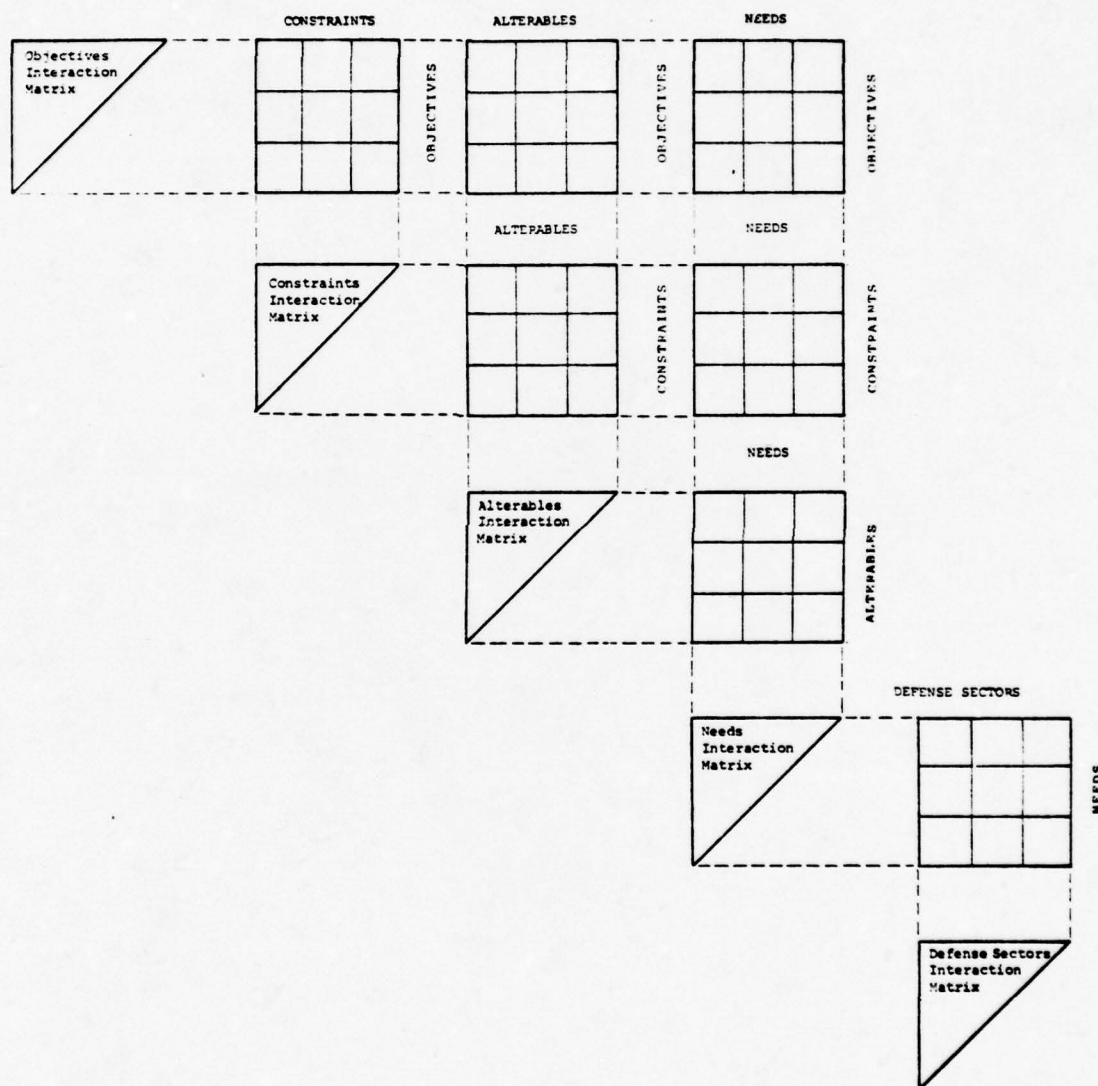 CONSTRAINTS
ALTERABLES
NEEDS
Objectives
Interaction
Matrix
OBJECTIVES
OBJECTIVES
OBJECTIVES
ALTERABLES
NEEDS
Constraints
Interaction
Matrix
CONSTRAINTS
CONSTRAINTS
NEEDS
Alterables
Interaction
Matrix
ALTERABLES
DEFENSE SECTORS
Needs
Interaction
Matrix
NEEDS
Defense Sectors
Interaction
Matrix